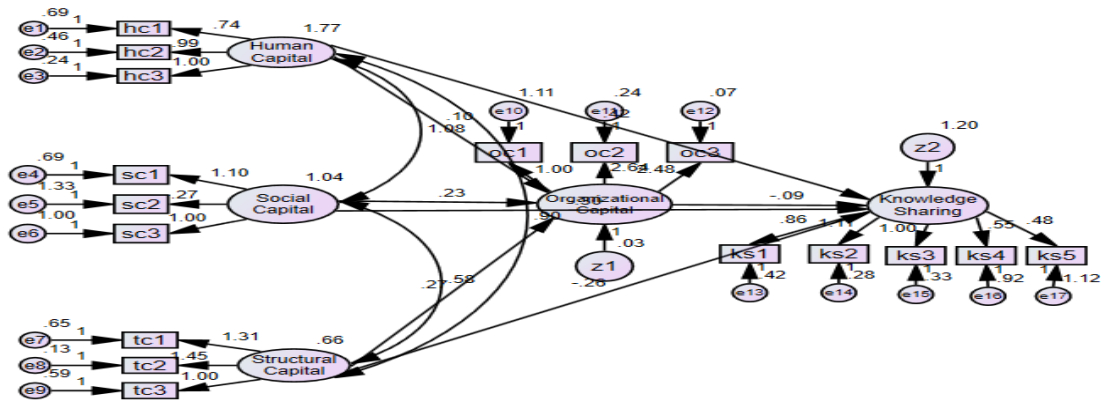 .69
1
e1
hc1
.74
1.77
.46
1
e2
hc2
.99
Human
Capital
.24
1
e3
hc3
1.00
1.11
e10
1
oc1
.24
1
oc2
.42
.07
e12
1
oc3
1.08
1.00
2.64
2.48
1.20
z2
1
.69
1
e4
sc1
1.10
1.04
1.33
1
e5
sc2
.27
Social
Capital
1.00
1
e6
sc3
1.00
.23
Organizational
Capital
.90
-.09
Knowledge
Sharing
1
.03
z1
.86
1.11
1.00
.55
.48
ks1
ks2
ks3
ks4
ks5
1
.42
1
.28
1
.33
1
.92
1
1.12
e13
e14
e15
e16
e17
.27
.58
-.26
.65
1
e7
tc1
1.31
.66
.13
1
e8
tc2
1.45
Structural
Capital
.59
1
e9
tc3
1.00